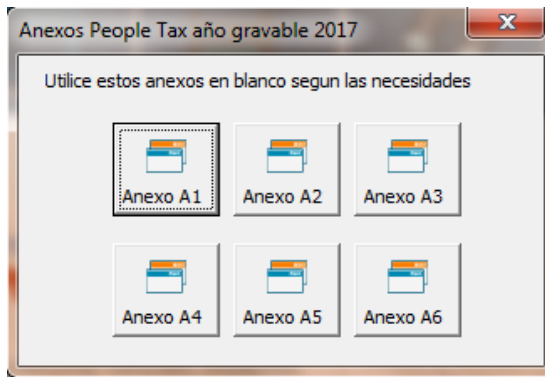 Anexos People Tax año gravable 2017
Utilice estos anexos en blanco segun las necesidades
Anexo A1 Anexo A2 Anexo A3
Anexo A4 Anexo A5 Anexo A6